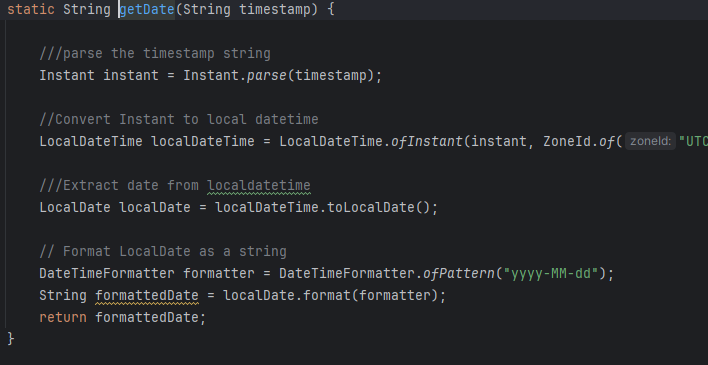 static String getDate(String timestamp) {
///parse the timestamp string
Instant instant = Instant.parse(timestamp);
//Convert Instant to local datetime
LocalDateTime localDateTime = LocalDateTime.ofInstant(instant, ZoneId.of( zoneId: "UTC
///Extract date from localdatetime
LocalDate localDate = localDateTime.toLocalDate();
// Format LocalDate as a string
DateTimeFormatter formatter = DateTimeFormatter.ofPattern("yyyy-MM-dd");
String formattedDate = localDate.format(formatter);
return formattedDate;
}